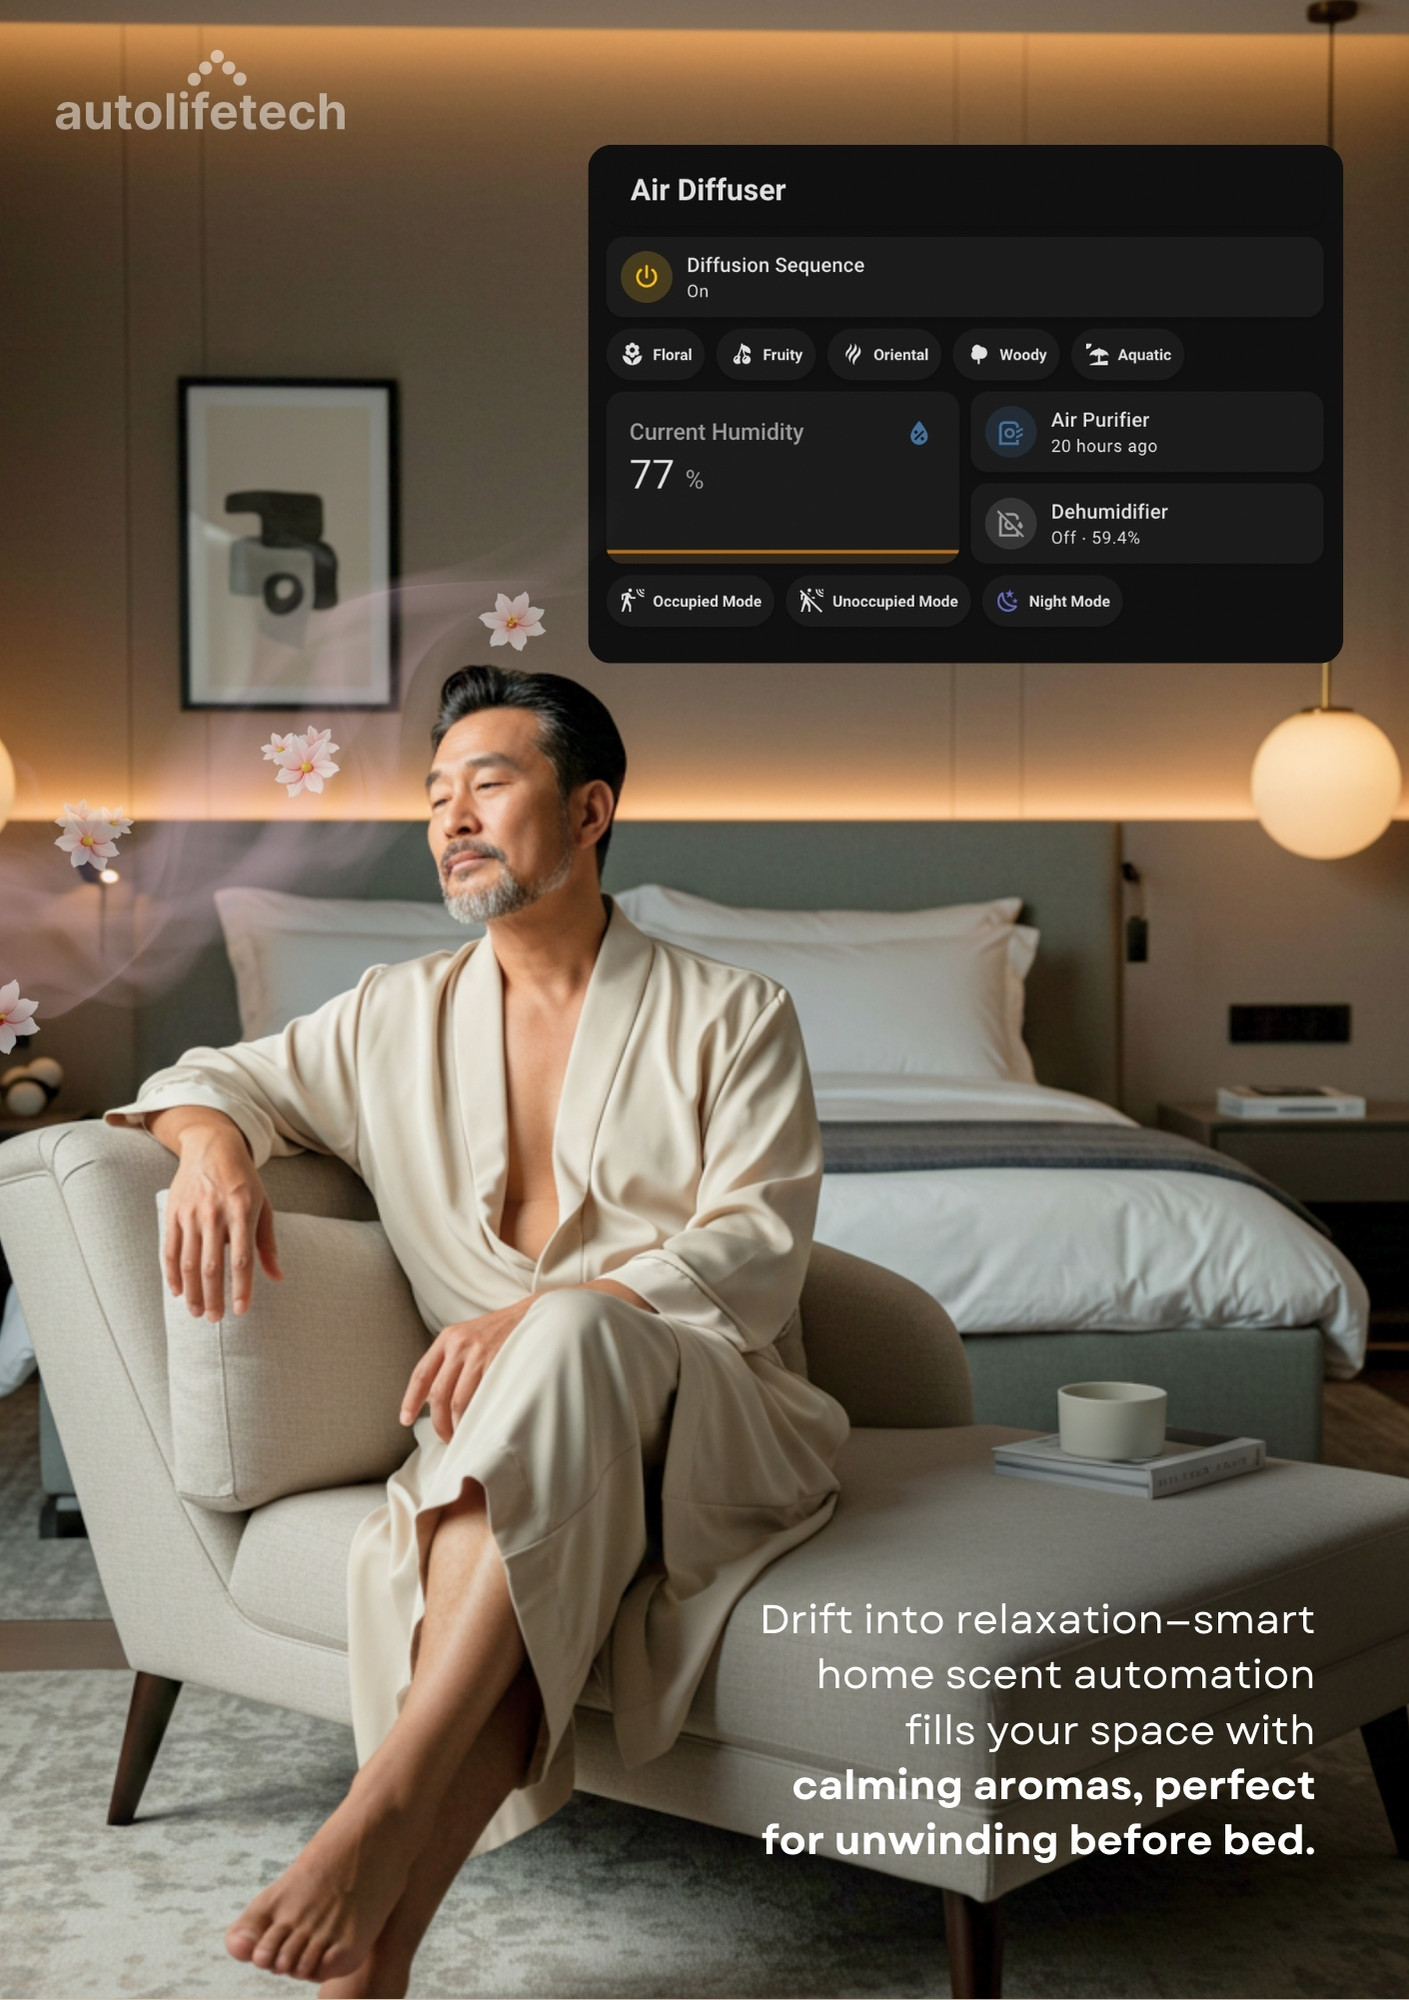 autolifetech
Air Diffuser
Diffusion Sequence
On
Floral
Fruity
Oriental
Woody
Aquatic
Current Humidity
77 %
Air Purifier
20 hours ago
Dehumidifier
Off · 59.4%
Occupied Mode
Unoccupied Mode
Night Mode
Drift into relaxation—smart
home scent automation
fills your space with
calming aromas, perfect
for unwinding before bed.